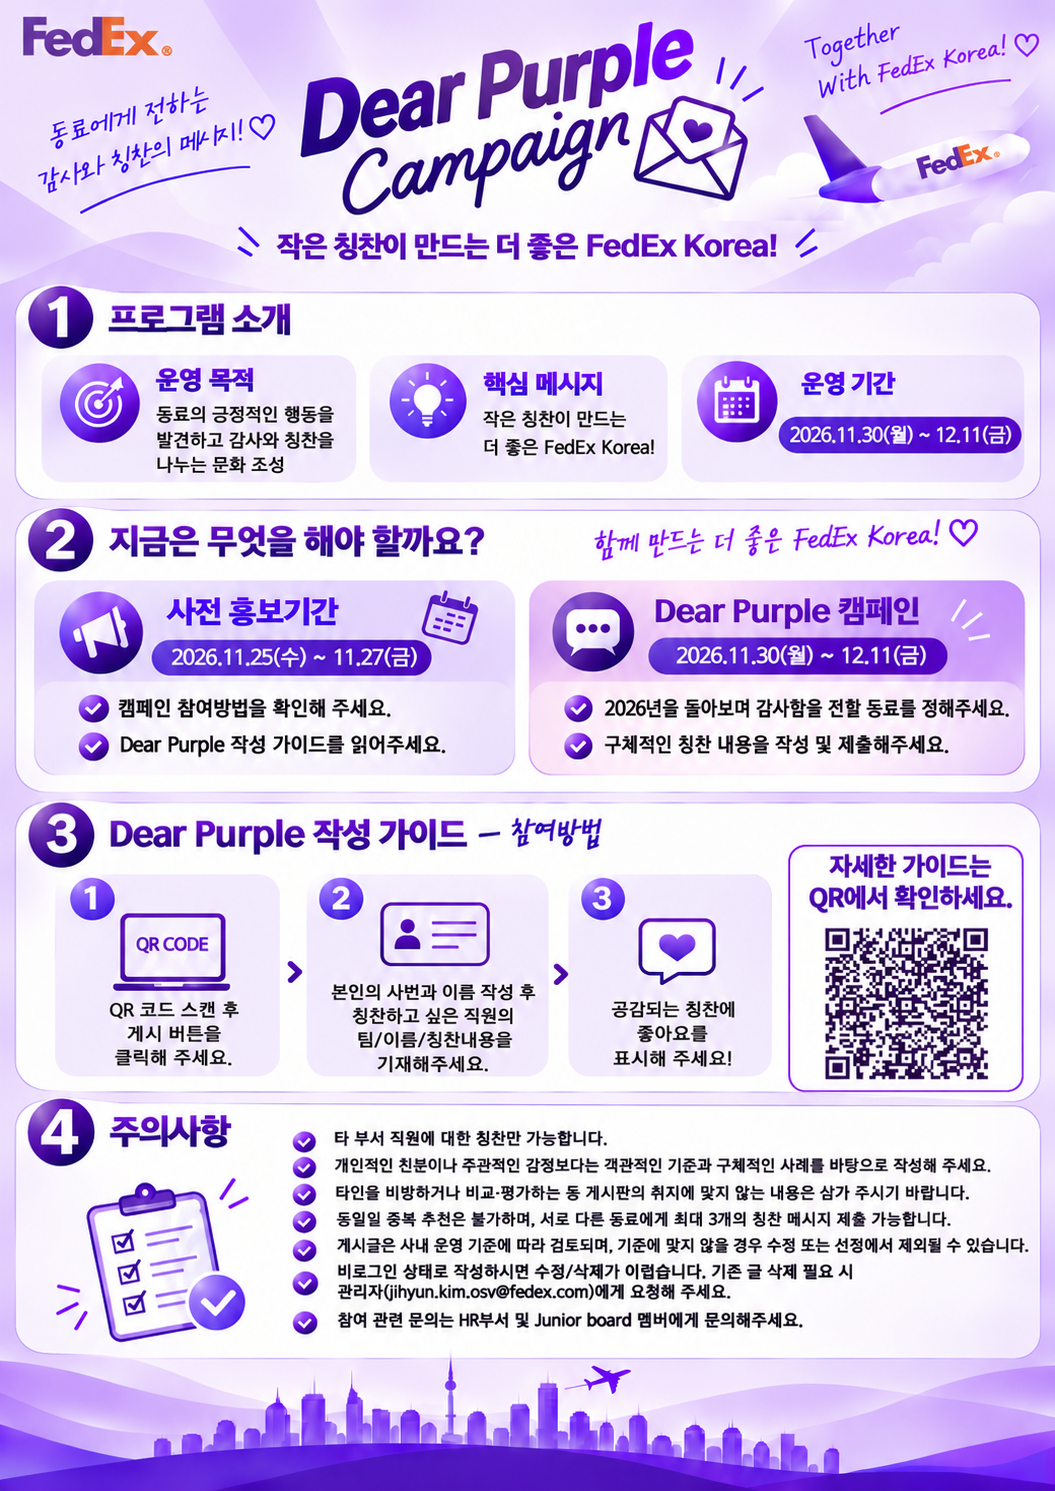 FedEx®
동료에게 전하는
감사와 칭찬의 메시지! ♡
Dear Purple
Campaign
Together
With FedEx Korea! ♡
FedEx®
작은 칭찬이 만드는 더 좋은 FedEx Korea!
1 프로그램 소개
운영 목적
동료의 긍정적인 행동을
발견하고 감사와 칭찬을
나누는 문화 조성
핵심 메시지
작은 칭찬이 만드는
더 좋은 FedEx Korea!
운영 기간
2026.11.30(월) ~ 12.11(금)
2 지금은 무엇을 해야 할까요?
함께 만드는 더 좋은 FedEx Korea! ♡
사전 홍보기간
2026.11.25(수) ~ 11.27(금)
캠페인 참여방법을 확인해 주세요.
Dear Purple 작성 가이드를 읽어주세요.
Dear Purple 캠페인
2026.11.30(월) ~ 12.11(금)
2026년을 돌아보며 감사함을 전할 동료를 정해주세요.
구체적인 칭찬 내용을 작성 및 제출해주세요.
3 Dear Purple 작성 가이드 – 참여방법
1
QR CODE
QR 코드 스캔 후
게시 버튼을
클릭해 주세요.
2
본인의 사번과 이름 작성 후
칭찬하고 싶은 직원의
팀/이름/칭찬내용을
기재해주세요.
3
공감되는 칭찬에
좋아요를
표시해 주세요!
자세한 가이드는
QR에서 확인하세요.
4 주의사항
타 부서 직원에 대한 칭찬만 가능합니다.
개인적인 친분이나 주관적인 감정보다는 객관적인 기준과 구체적인 사례를 바탕으로 작성해 주세요.
타인을 비방하거나 비교·평가하는 동 게시판의 취지에 맞지 않는 내용은 삼가 주시기 바랍니다.
동일일 중복 추천은 불가하며, 서로 다른 동료에게 최대 3개의 칭찬 메시지 제출 가능합니다.
게시글은 사내 운영 기준에 따라 검토되며, 기준에 맞지 않을 경우 수정 또는 선정에서 제외될 수 있습니다.
비로그인 상태로 작성하시면 수정/삭제가 어렵습니다. 기존 글 삭제 필요 시
관리자(jihyun.kim.osv@fedex.com)에게 요청해 주세요.
참여 관련 문의는 HR부서 및 Junior board 멤버에게 문의해주세요.